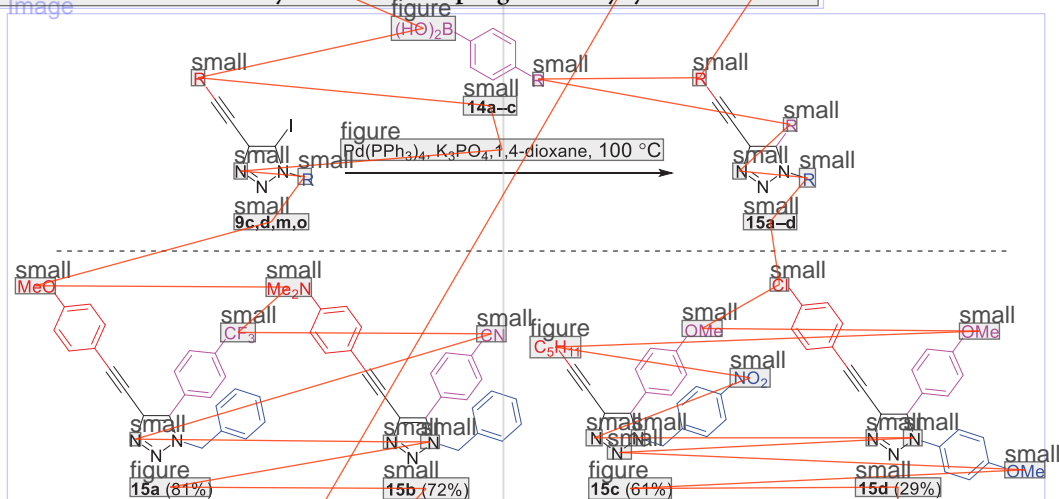 Image
figure
(HO)2B
small
R
small
R
small
R
small
14a–c
small
R
I
figure
Pd(PPh3)4, K3PO4, 1,4-dioxane, 100 °C
small
N
N
N
small
R
small
N
N
N
small
R
small
9c,d,m,o
small
15a–d
small
MeO
small
Me2N
small
Cl
small
CF3
small
CN
figure
C5H11
small
OMe
small
OMe
small
NO2
small
N
N
N
small
N
N
small
N
small
N
small
N
small
N
small
N
N
small
N
small
OMe
figure
15a (81%)
small
15b (72%)
figure
15c (61%)
small
15d (29%)